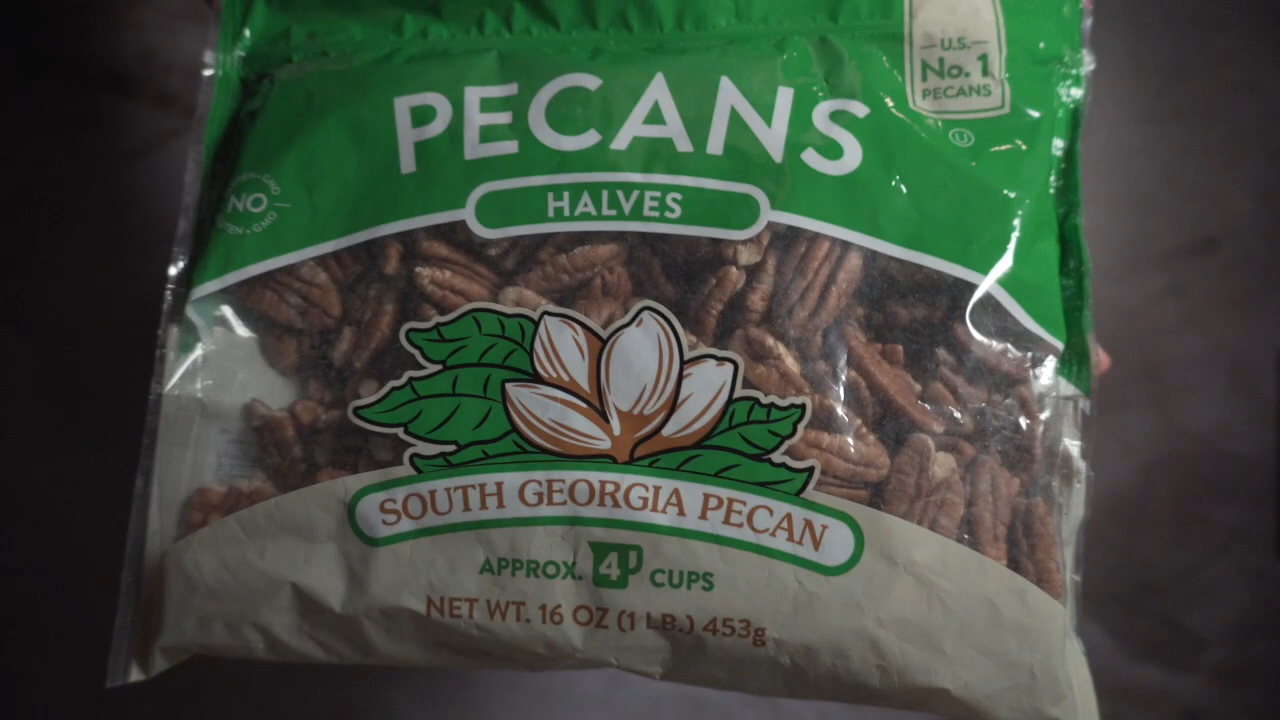 U.S.
No. 1
PECANS
PECANS
U
HALVES
NO
GMO
SOUTH GEORGIA PECAN
APPROX. 4 CUPS
NET WT. 16 OZ (1 LB.) 453g